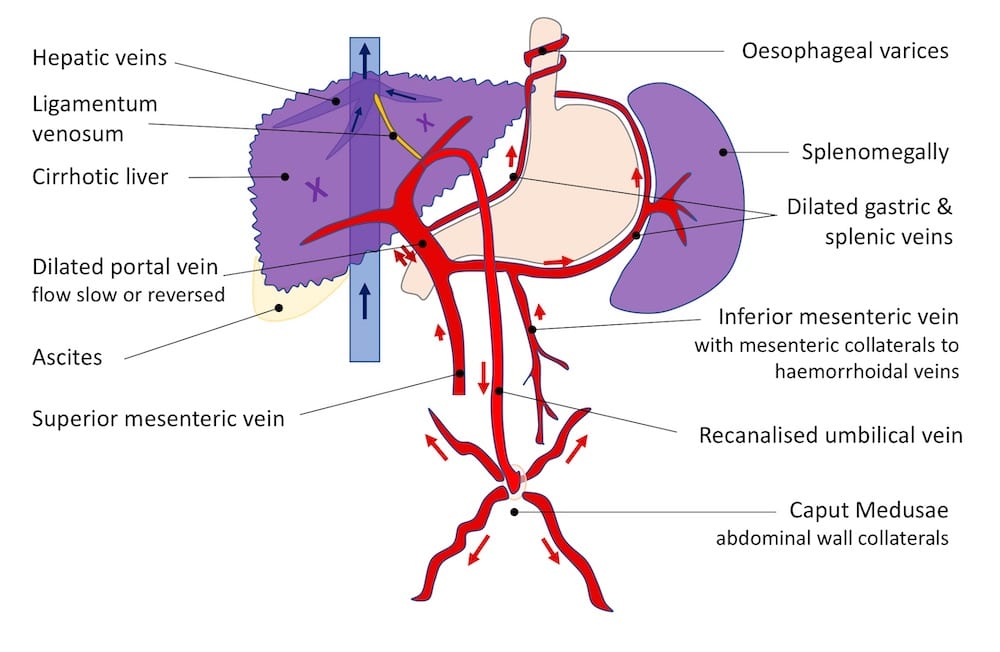 Hepatic veins
Ligamentum
venosum
Cirrhotic liver
Dilated portal vein
flow slow or reversed
Ascites
Superior mesenteric vein
Oesophageal varices
Splenomegally
Dilated gastric &
splenic veins
Inferior mesenteric vein
with mesenteric collaterals to
haemorrhoidal veins
Recanalised umbilical vein
Caput Medusae
abdominal wall collaterals
X
X